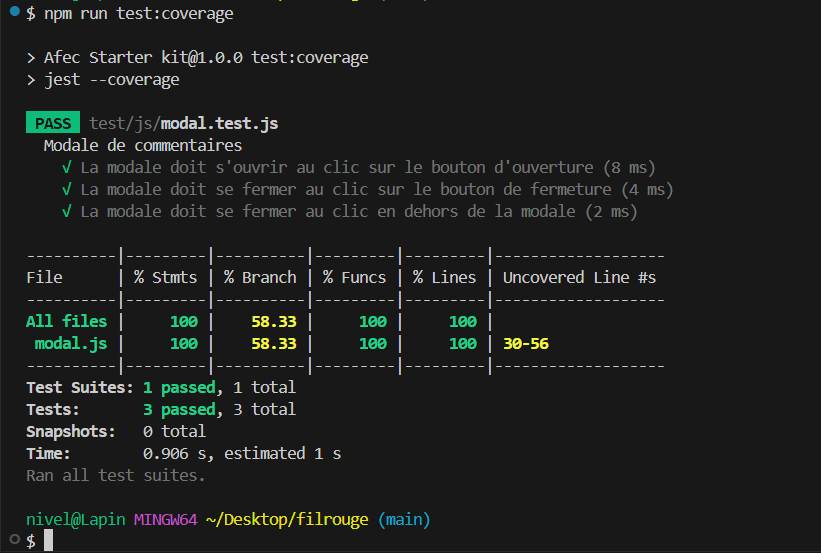 $ npm run test:coverage
> Afec Starter kit@1.0.0 test:coverage
> jest --coverage
PASS test/js/modal.test.js
Modale de commentaires
√ La modale doit s'ouvrir au clic sur le bouton d'ouverture (8 ms)
√ La modale doit se fermer au clic sur le bouton de fermeture (4 ms)
√ La modale doit se fermer au clic en dehors de la modale (2 ms)
----------|---------|----------|---------|---------|-------------------
File      | % Stmts | % Branch | % Funcs | % Lines | Uncovered Line #s
----------|---------|----------|---------|---------|-------------------
All files |     100 |    58.33 |     100 |     100 |
 modal.js |     100 |    58.33 |     100 |     100 | 30-56
----------|---------|----------|---------|---------|-------------------
Test Suites: 1 passed, 1 total
Tests:       3 passed, 3 total
Snapshots:   0 total
Time:        0.906 s, estimated 1 s
Ran all test suites.
nivel@Lapin MINGW64 ~/Desktop/filrouge (main)
$